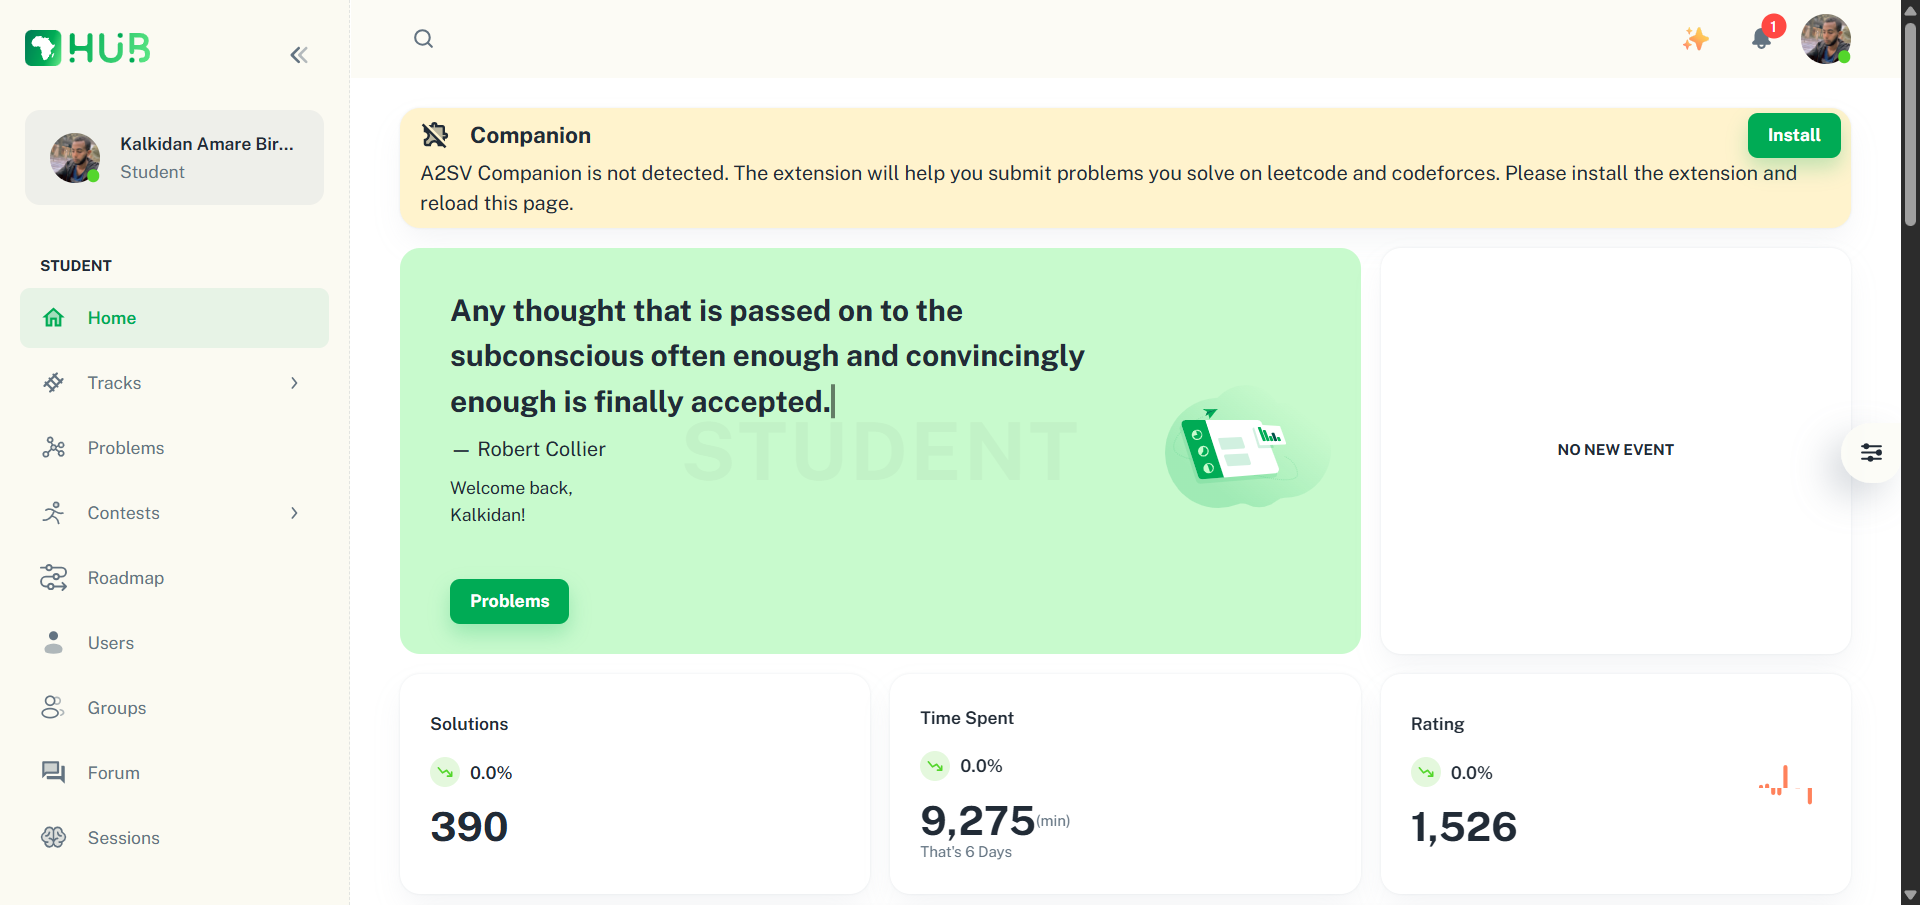 HUB
Kalkidan Amare Bir...
Student
STUDENT
Home
Tracks
Problems
Contests
Roadmap
Users
Groups
Forum
Sessions
1
Companion
Install
A2SV Companion is not detected. The extension will help you submit problems you solve on leetcode and codeforces. Please install the extension and
reload this page.
Any thought that is passed on to the
subconscious often enough and convincingly
enough is finally accepted.
— Robert Collier
STUDENT
Welcome back,
Kalkidan!
Problems
NO NEW EVENT
Solutions
0.0%
390
Time Spent
0.0%
9,275(min)
That's 6 Days
Rating
0.0%
1,526